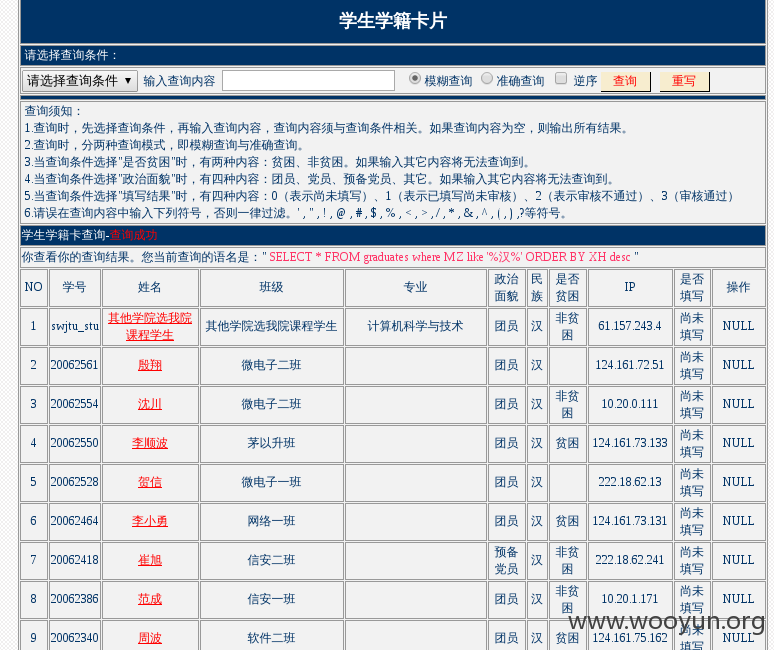 学生学籍卡片
请选择查询条件：
请选择查询条件 ▼ 输入查询内容 模糊查询 准确查询 逆序 查询 重写
查询须知：
1.查询时，先选择查询条件，再输入查询内容，查询内容须与查询条件相关。如果查询内容为空，则输出所有结果。
2.查询时，分两种查询模式，即模糊查询与准确查询。
3.当查询条件选择"是否贫困"时，有两种内容：贫困、非贫困。如果输入其它内容将无法查询到。
4.当查询条件选择"政治面貌"时，有四种内容：团员、党员、预备党员、其它。如果输入其它内容将无法查询到。
5.当查询条件选择"填写结果"时，有四种内容：0（表示尚未填写）、1（表示已填写尚未审核）、2（表示审核不通过）、3（审核通过）
6.请误在查询内容中输入下列符号，否则一律过滤。' , " , ! , @ , # , $ , % , < , > , / , * , & , ^ , ( , ) ,?等符号。
学生学籍卡查询-查询成功
你查看你的查询结果。您当前查询的语名是：" SELECT * FROM graduates where MZ like '%汉%' ORDER BY XH desc "
NO 学号 姓名 班级 专业 政治面貌 民族 是否贫困 IP 是否填写 操作
1 swjtu_stu 其他学院选我院课程学生 其他学院选我院课程学生 计算机科学与技术 团员 汉 非贫困 61.157.243.4 尚未填写 NULL
2 20062561 殷翔 微电子二班 团员 汉 124.161.72.51 尚未填写 NULL
3 20062554 沈川 微电子二班 团员 汉 非贫困 10.20.0.111 尚未填写 NULL
4 20062550 李顺波 茅以升班 团员 汉 贫困 124.161.73.133 尚未填写 NULL
5 20062528 贺信 微电子一班 团员 汉 222.18.62.13 尚未填写 NULL
6 20062464 李小勇 网络一班 团员 汉 贫困 124.161.73.131 尚未填写 NULL
7 20062418 崔旭 信安二班 预备党员 汉 非贫困 222.18.62.241 尚未填写 NULL
8 20062386 范成 信安一班 团员 汉 非贫困 10.20.1.171 尚未填写 NULL
9 20062340 周波 软件二班 团员 汉 贫困 124.161.75.162 尚未填写 NULL
www.wooyun.org